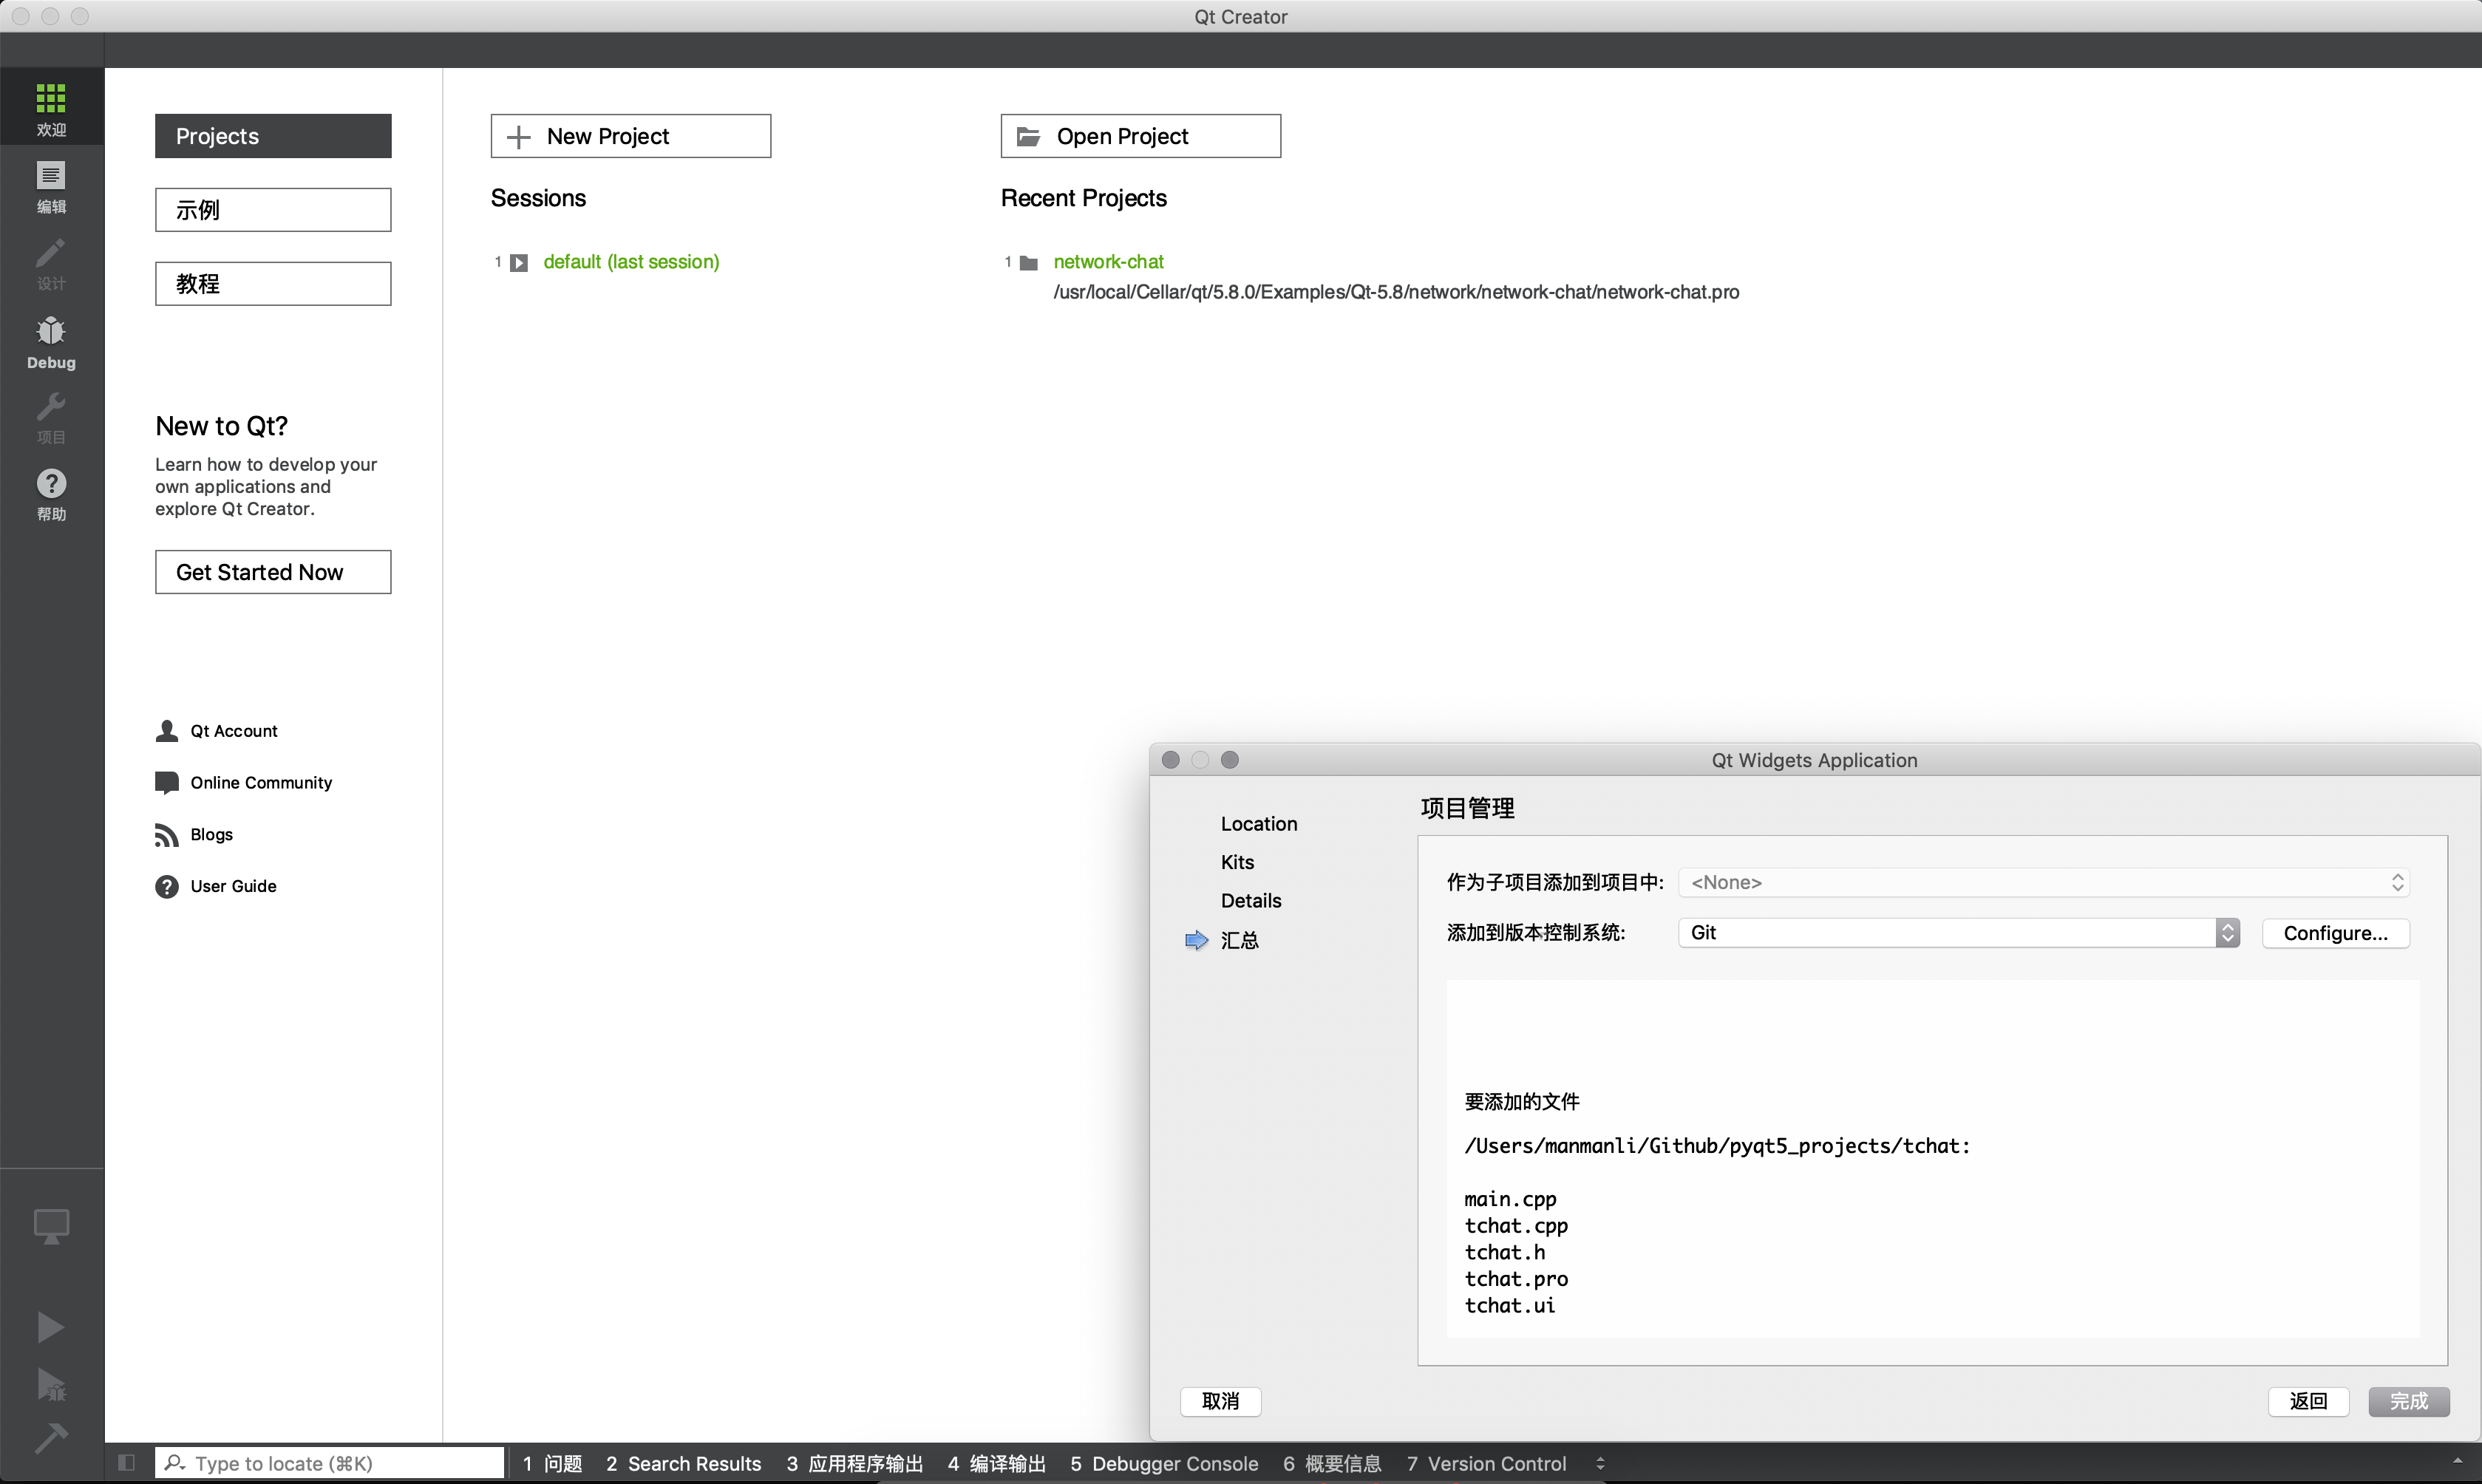 Qt Creator
欢迎
编辑
设计
Debug
项目
帮助
Projects
示例
教程
New to Qt?
Learn how to develop your
own applications and
explore Qt Creator.
Get Started Now
Qt Account
Online Community
Blogs
User Guide
New Project
Sessions
1 default (last session)
Open Project
Recent Projects
1 network-chat
/usr/local/Cellar/qt/5.8.0/Examples/Qt-5.8/network/network-chat/network-chat.pro
Qt Widgets Application
Location
Kits
Details
汇总
项目管理
作为子项目添加到项目中: <None>
添加到版本控制系统: Git Configure...
要添加的文件
/Users/manmanli/Github/pyqt5_projects/tchat:
main.cpp
tchat.cpp
tchat.h
tchat.pro
tchat.ui
取消 返回 完成
Type to locate (⌘K) 1 问题 2 Search Results 3 应用程序输出 4 编译输出 5 Debugger Console 6 概要信息 7 Version Control